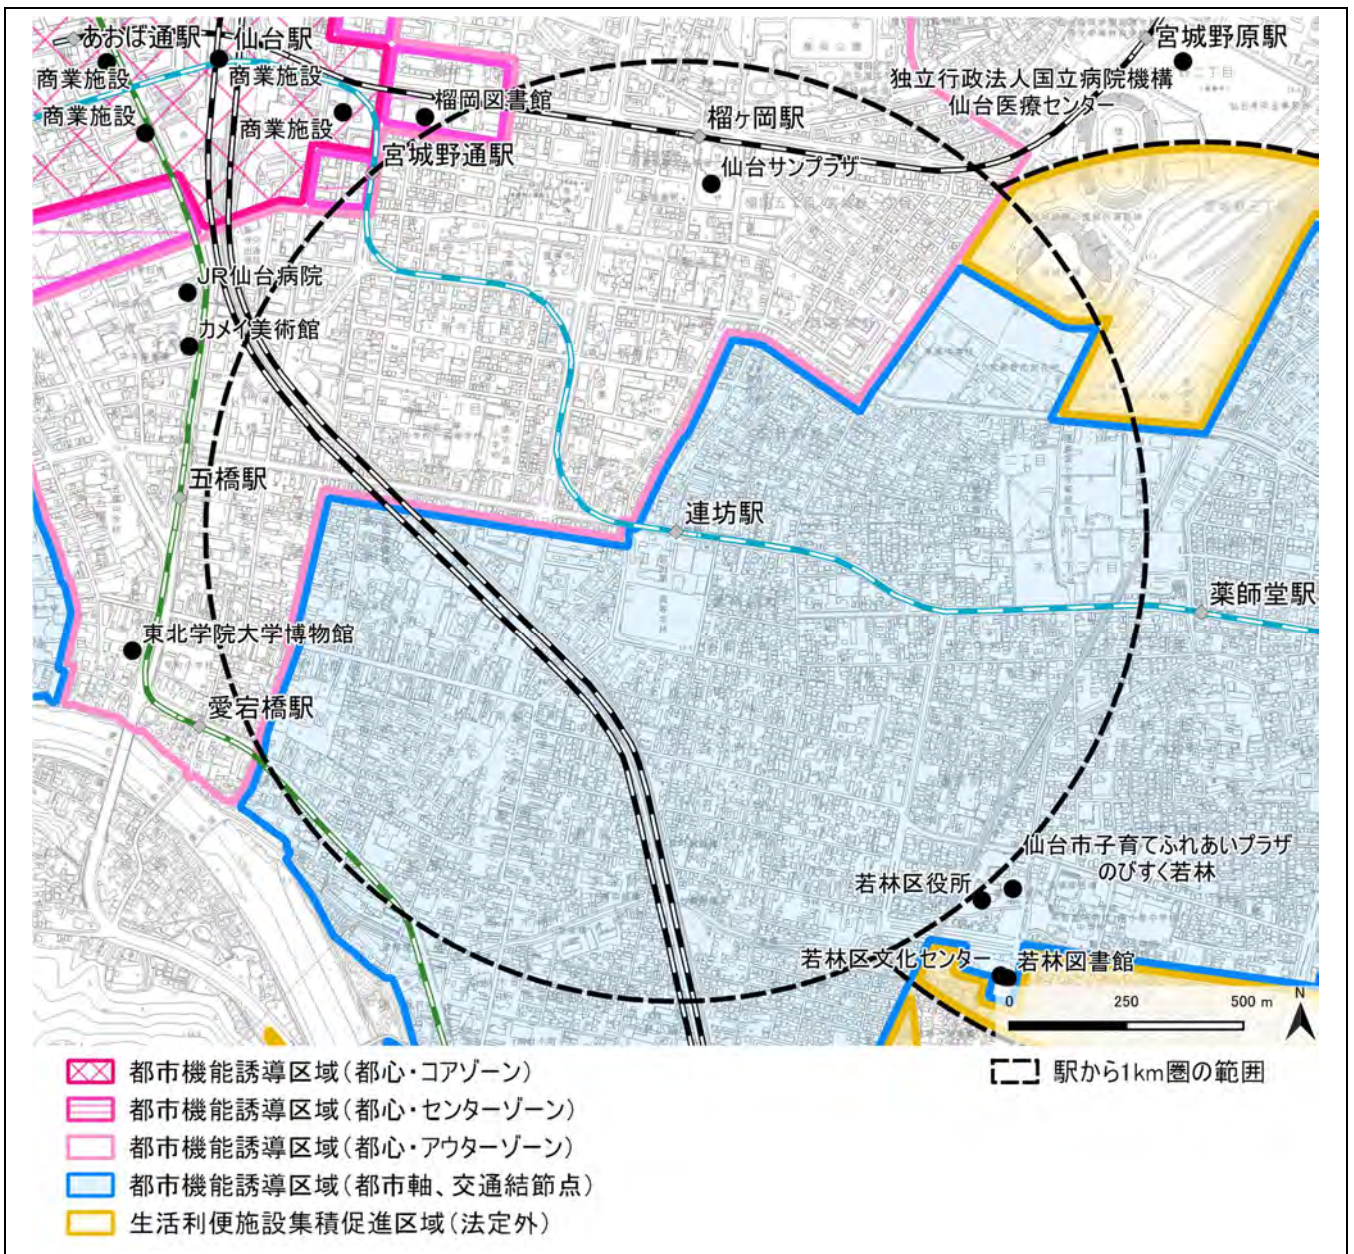 あおば通駅
仙台駅
宮城野原駅
商業施設
商業施設
独立行政法人国立病院機構
仙台医療センター
商業施設
商業施設
榴岡図書館
榴ヶ岡駅
宮城野通駅
仙台サンプラザ
JR仙台病院
カメイ美術館
五橋駅
連坊駅
薬師堂駅
東北学院大学博物館
愛宕橋駅
仙台市子育てふれあいプラザ
のびすく若林
若林区役所
若林区文化センター
若林図書館
0 250 500 m
N
都市機能誘導区域(都心・コアゾーン)
駅から1km圏の範囲
都市機能誘導区域(都心・センターゾーン)
都市機能誘導区域(都心・アウターゾーン)
都市機能誘導区域(都市軸、交通結節点)
生活利便施設集積促進区域(法定外)